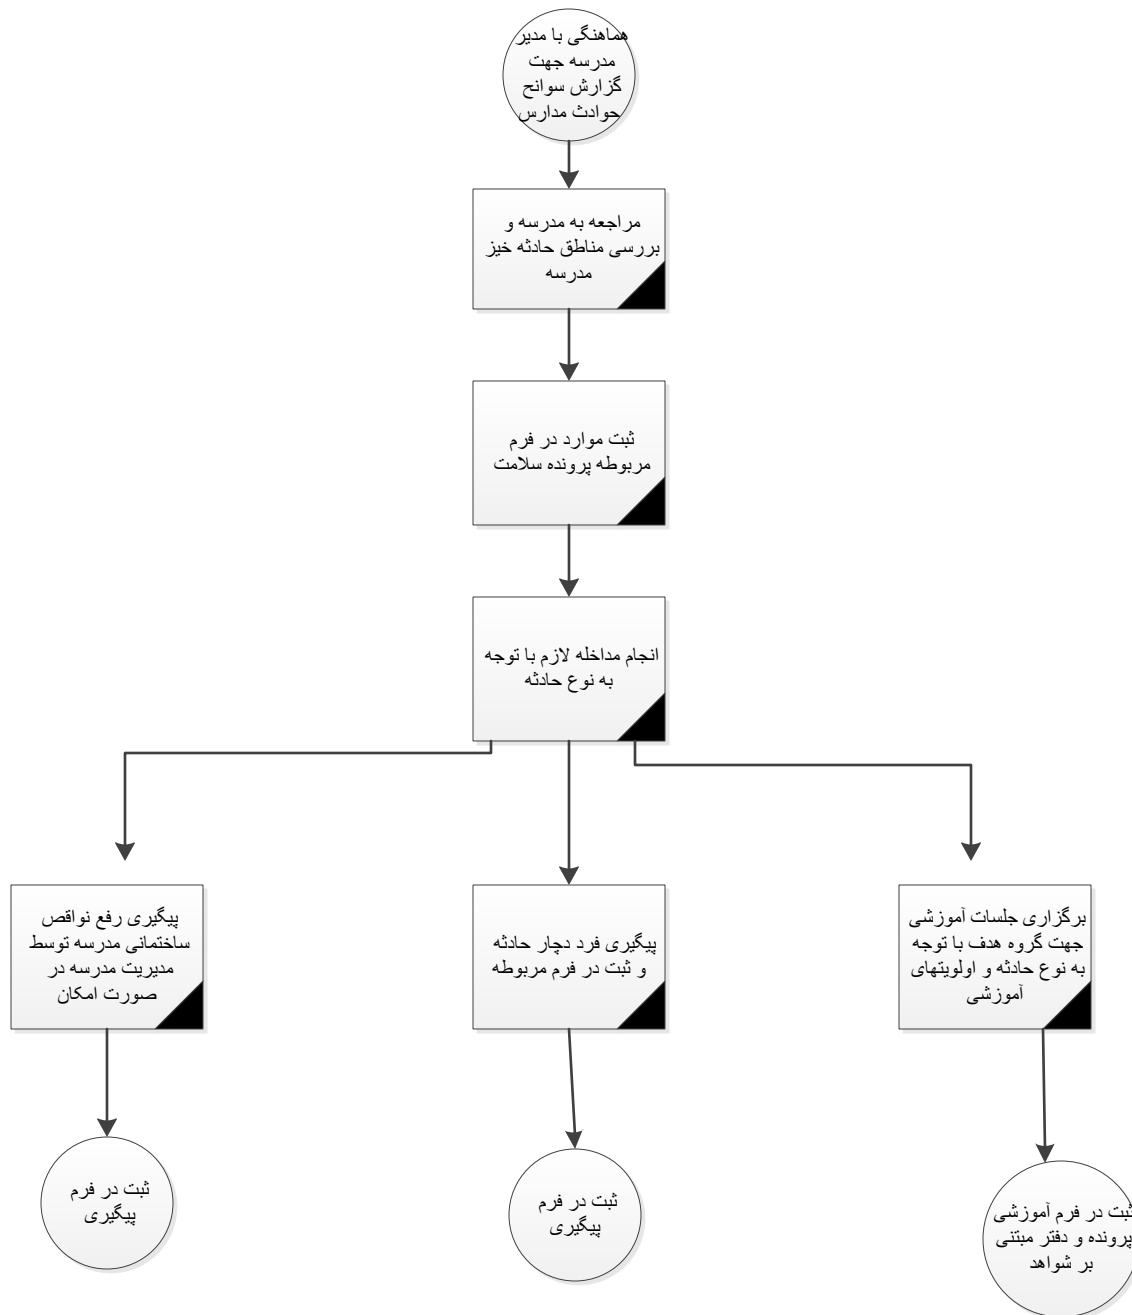 هماهنگی با مدیر
مدرسه جهت
گزارش سوانح
حوادث مدارس
مراجعه به مدرسه و
بررسی مناطق حادثه خیز
مدرسه
ثبت موارد در فرم
مربوطه پرونده سلامت
انجام مداخله لازم با توجه
به نوع حادثه
برگزاری جلسات آموزشی
جهت گروه هدف با توجه
به نوع حادثه و اولویتهای
آموزشی
پیگیری فرد دچار حادثه
و ثبت در فرم مربوطه
پیگیری رفع نواقص
ساختمانی مدرسه توسط
مدیریت مدرسه در
صورت امکان
ثبت در فرم آموزشی
پرونده و دفتر مبتنی
بر شواهد
ثبت در فرم
پیگیری
ثبت در فرم
پیگیری